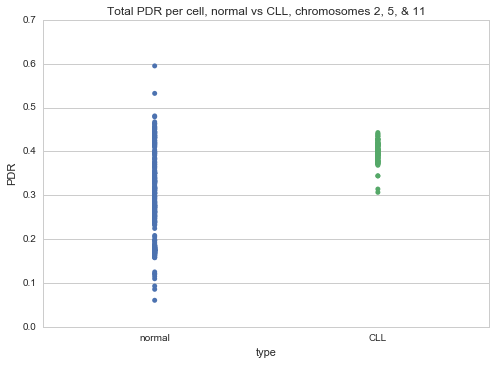 Total PDR per cell, normal vs CLL, chromosomes 2, 5, & 11
0.7
0.6
0.5
0.4
0.3
0.2
0.1
0.0
PDR
normal
CLL
type